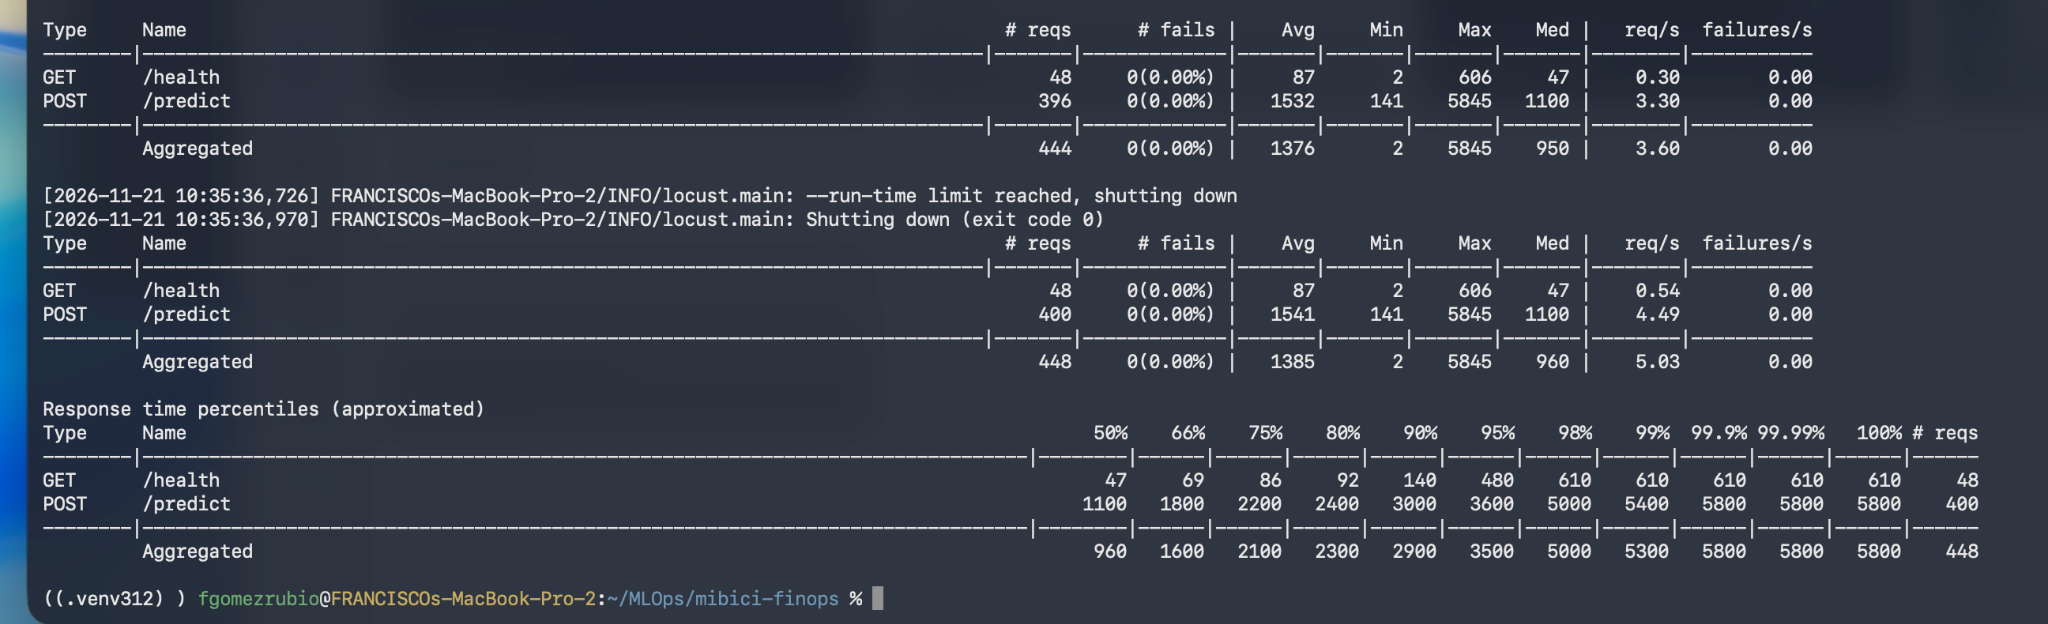 Type     Name     # reqs     # fails |     Avg     Min     Max     Med |     req/s  failures/s
--------|--------------------------------------------------------------------------------|-------|-------------|-------|-------|-------|-------|--------|-----------
GET     /health     48     0(0.00%) |     87     2     606     47 |     0.30     0.00
POST     /predict     396     0(0.00%) |     1532     141     5845     1100 |     3.30     0.00
--------|--------------------------------------------------------------------------------|-------|-------------|-------|-------|-------|-------|--------|-----------
Aggregated     444     0(0.00%) |     1376     2     5845     950 |     3.60     0.00
[2026-11-21 10:35:36,726] FRANCISCOs-MacBook-Pro-2/INFO/locust.main: --run-time limit reached, shutting down
[2026-11-21 10:35:36,970] FRANCISCOs-MacBook-Pro-2/INFO/locust.main: Shutting down (exit code 0)
Type     Name     # reqs     # fails |     Avg     Min     Max     Med |     req/s  failures/s
--------|--------------------------------------------------------------------------------|-------|-------------|-------|-------|-------|-------|--------|-----------
GET     /health     48     0(0.00%) |     87     2     606     47 |     0.54     0.00
POST     /predict     400     0(0.00%) |     1541     141     5845     1100 |     4.49     0.00
--------|--------------------------------------------------------------------------------|-------|-------------|-------|-------|-------|-------|--------|-----------
Aggregated     448     0(0.00%) |     1385     2     5845     960 |     5.03     0.00
Response time percentiles (approximated)
Type     Name     50%     66%     75%     80%     90%     95%     98%     99%  99.9% 99.99%     100% # reqs
--------|--------------------------------------------------------------------------------|--------|------|------|------|------|------|------|------|------|------|------|------
GET     /health     47     69     86     92     140     480     610     610     610     610     610     48
POST     /predict     1100     1800     2200     2400     3000     3600     5000     5400     5800     5800     5800     400
--------|--------------------------------------------------------------------------------|--------|------|------|------|------|------|------|------|------|------|------|------
Aggregated     960     1600     2100     2300     2900     3500     5000     5300     5800     5800     5800     448
((.venv312) ) fgomezrubio@FRANCISCOs-MacBook-Pro-2:~/MLOps/mibici-finops %